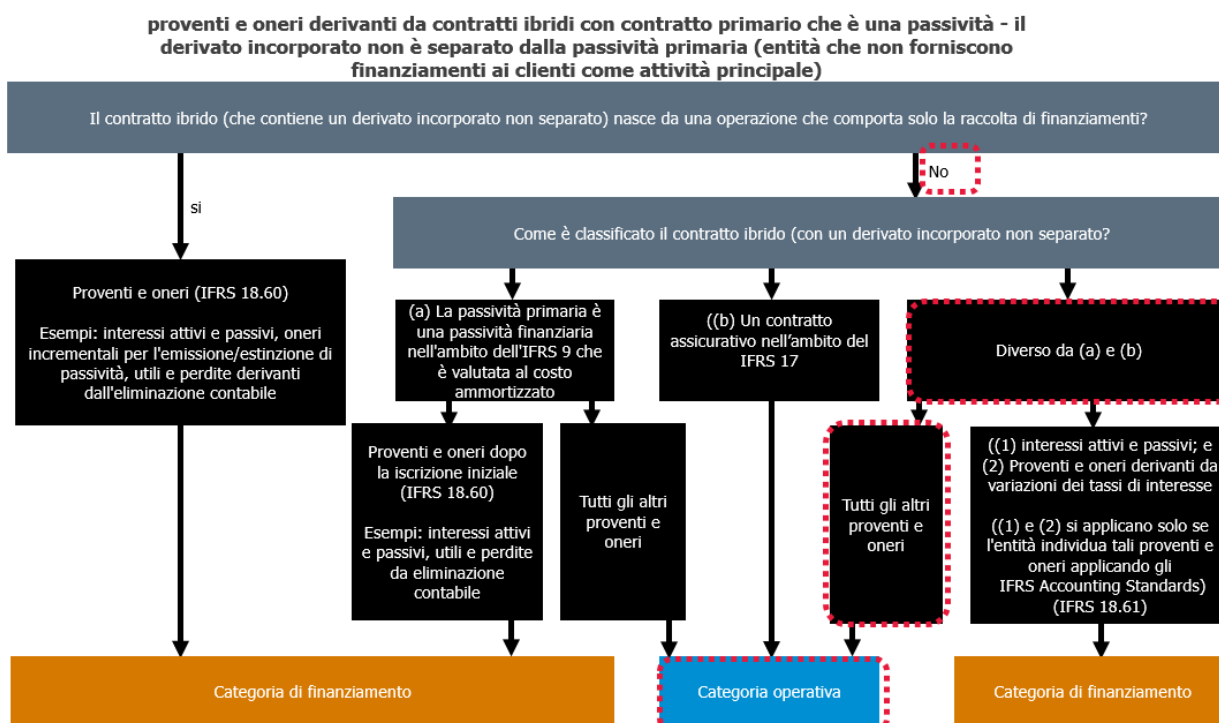 proventi e oneri derivanti da contratti ibridi con contratto primario che è una passività - il
derivato incorporato non è separato dalla passività primaria (entità che non forniscono
finanziamenti ai clienti come attività principale)
Il contratto ibrido (che contiene un derivato incorporato non separato) nasce da una operazione che comporta solo la raccolta di finanziamenti?
No
si
Come è classificato il contratto ibrido (con un derivato incorporato non separato?
Proventi e oneri (IFRS 18.60)
Esempi: interessi attivi e passivi, oneri
incrementali per l'emissione/estinzione di
passività, utili e perdite derivanti
dall'eliminazione contabile
(a) La passività primaria è
una passività finanziaria
nell'ambito dell'IFRS 9 che
è valutata al costo
ammortizzato
((b) Un contratto
assicurativo nell'ambito del
IFRS 17
Diverso da (a) e (b)
Proventi e oneri dopo
la iscrizione iniziale
(IFRS 18.60)
Esempi: interessi attivi
e passivi, utili e perdite
da eliminazione
contabile
Tutti gli altri
proventi e
oneri
Tutti gli altri
proventi e
oneri
((1) interessi attivi e passivi; e
(2) Proventi e oneri derivanti da
variazioni dei tassi di interesse
((1) e (2) si applicano solo se
l'entità individua tali proventi e
oneri applicando gli
IFRS Accounting Standards)
(IFRS 18.61)
Categoria di finanziamento
Categoria operativa
Categoria di finanziamento